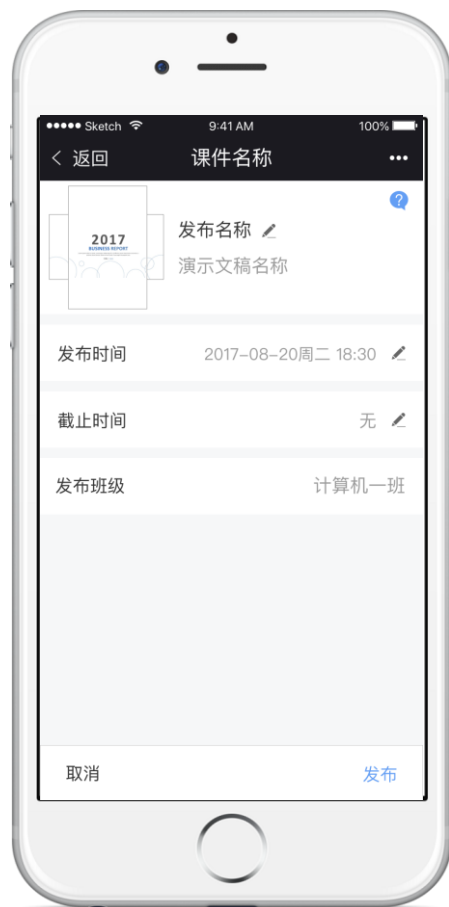 ●●●●● Sketch 9:41 AM 100%
< 返回 课件名称 •••
?
2017
BUSINESS REPORT
发布名称
演示文稿名称
发布时间 2017-08-20周二 18:30
截止时间 无
发布班级 计算机一班
取消 发布